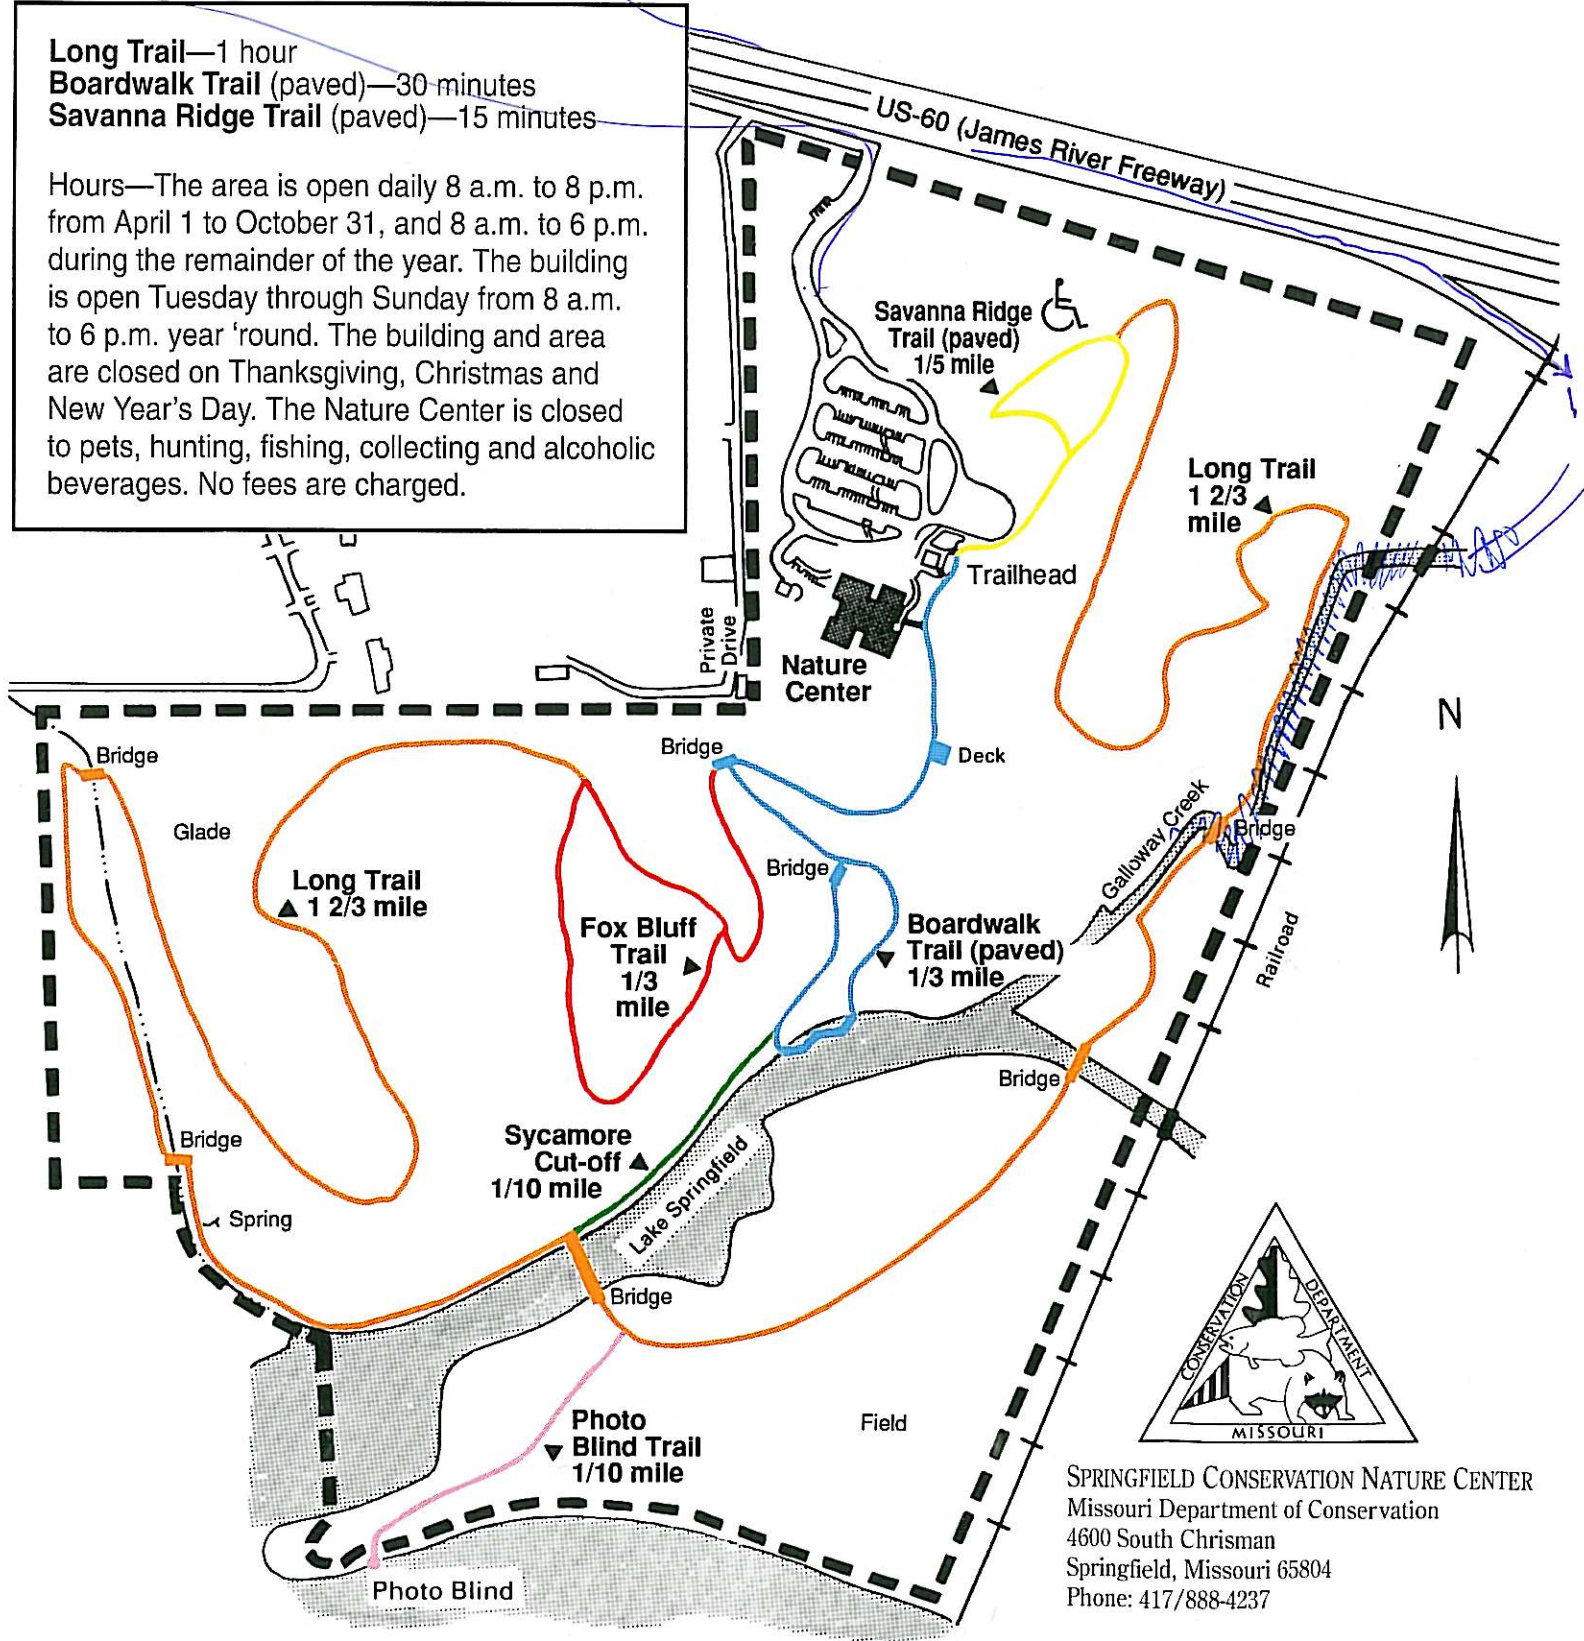 Long Trail—1 hour
Boardwalk Trail (paved)—30 minutes
Savanna Ridge Trail (paved)—15 minutes
Hours—The area is open daily 8 a.m. to 8 p.m.
from April 1 to October 31, and 8 a.m. to 6 p.m.
during the remainder of the year. The building
is open Tuesday through Sunday from 8 a.m.
to 6 p.m. year ‘round. The building and area
are closed on Thanksgiving, Christmas and
New Year’s Day. The Nature Center is closed
to pets, hunting, fishing, collecting and alcoholic
beverages. No fees are charged.
US-60 (James River Freeway)
Savanna Ridge
Trail (paved)
1/5 mile
Long Trail
1 2/3
mile
Trailhead
Private
Drive
Nature
Center
N
Bridge
Bridge
Deck
Glade
Galloway Creek
Bridge
Bridge
Long Trail
1 2/3 mile
Fox Bluff
Trail
1/3
mile
Boardwalk
Trail (paved)
1/3 mile
Railroad
Bridge
Bridge
Sycamore
Cut-off
1/10 mile
Lake Springfield
Spring
Bridge
Photo
Blind Trail
1/10 mile
Field
Photo Blind
CONSERVATION
DEPARTMENT
MISSOURI
SPRINGFIELD CONSERVATION NATURE CENTER
Missouri Department of Conservation
4600 South Chrisman
Springfield, Missouri 65804
Phone: 417/888-4237